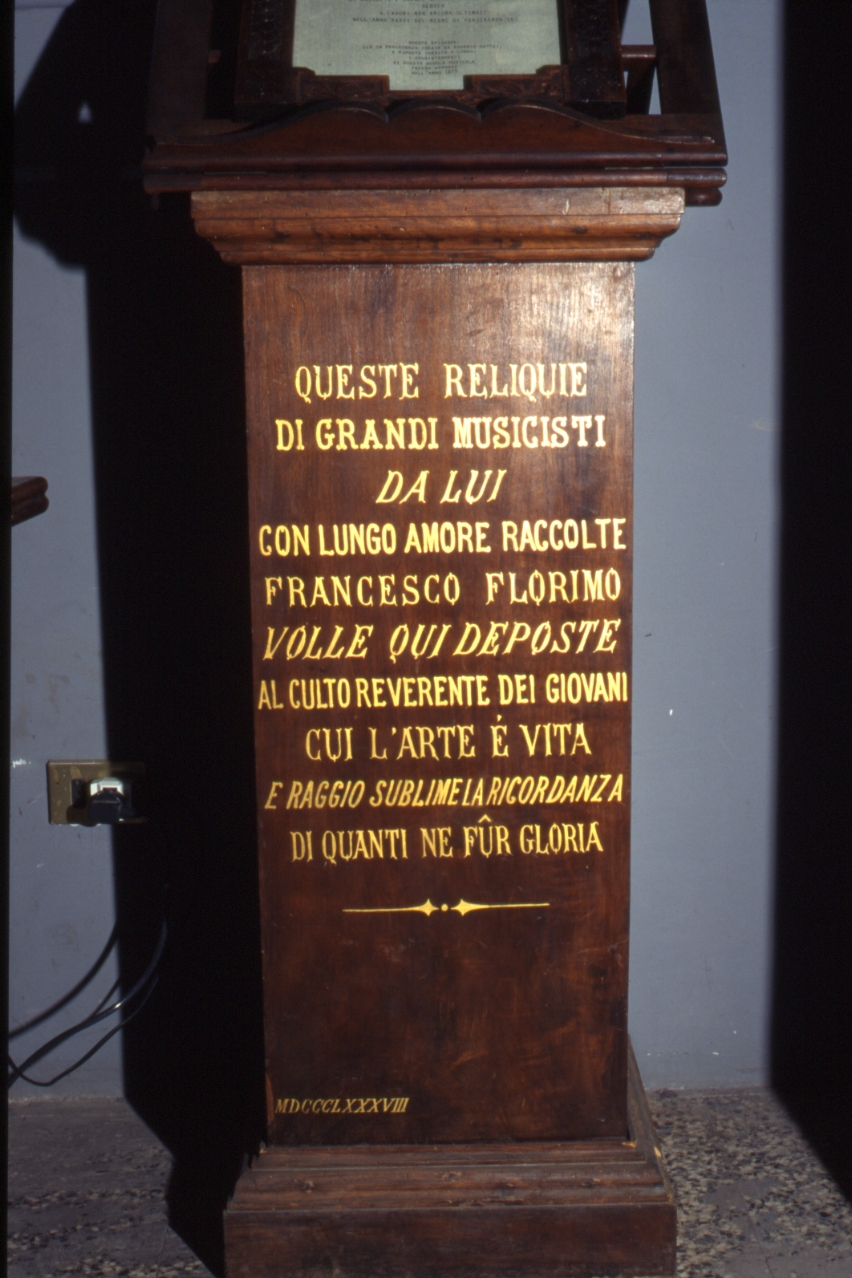 QUESTE RELIQUIE
DI GRANDI MUSICISTI
DA LUI
CON LUNGO AMORE RACCOLTE
FRANCESCO FLORIMO
VOLLE QUI DEPOSTE
AL CULTO REVERENTE DEI GIOVANI
CUI L'ARTE É VITA
E RAGGIO SUBLIME LA RICORDANZA
DI QUANTI NE FÛR GLORIA
MDCCCLXXXVIII